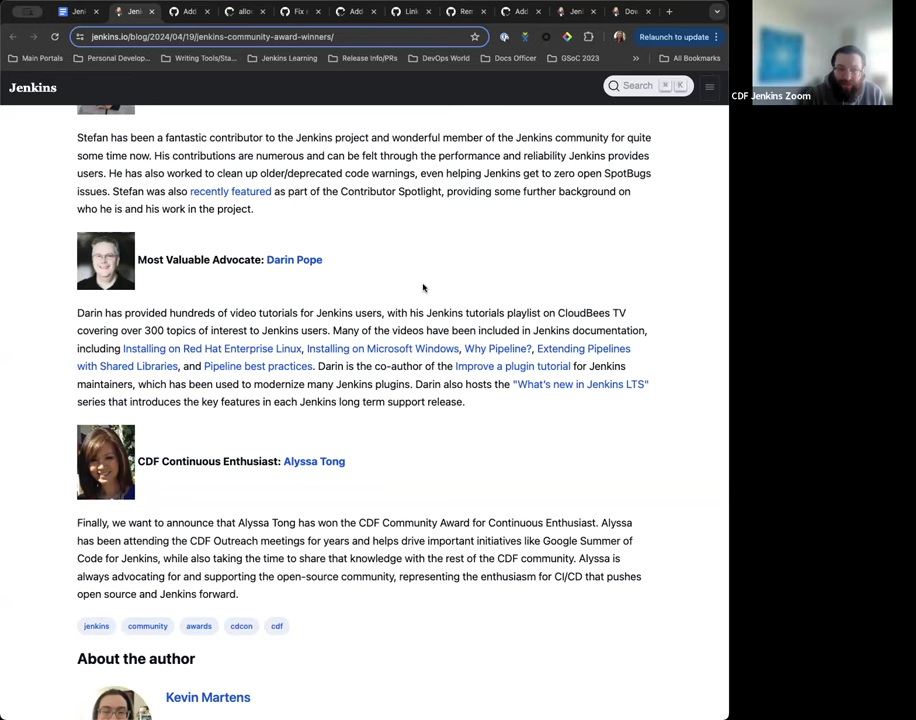 Jenl
Jenl
Add
allo
Fix
Add
Link
Ren
Add
Jenl
Dov
jenkins.io/blog/2024/04/19/jenkins-community-award-winners/
Relaunch to update
Main Portals
Personal Develop...
Writing Tools/Sta...
Jenkins Learning
Release Info/PRs
DevOps World
Docs Officer
GSoC 2023
»
All Bookmarks
CDF Jenkins Zoom
Jenkins
Search
⌘
K
Stefan has been a fantastic contributor to the Jenkins project and wonderful member of the Jenkins community for quite
some time now. His contributions are numerous and can be felt through the performance and reliability Jenkins provides
users. He has also worked to clean up older/deprecated code warnings, even helping Jenkins get to zero open SpotBugs
issues. Stefan was also recently featured as part of the Contributor Spotlight, providing some further background on
who he is and his work in the project.
Most Valuable Advocate: Darin Pope
Darin has provided hundreds of video tutorials for Jenkins users, with his Jenkins tutorials playlist on CloudBees TV
covering over 300 topics of interest to Jenkins users. Many of the videos have been included in Jenkins documentation,
including Installing on Red Hat Enterprise Linux, Installing on Microsoft Windows, Why Pipeline?, Extending Pipelines
with Shared Libraries, and Pipeline best practices. Darin is the co-author of the Improve a plugin tutorial for Jenkins
maintainers, which has been used to modernize many Jenkins plugins. Darin also hosts the "What's new in Jenkins LTS"
series that introduces the key features in each Jenkins long term support release.
CDF Continuous Enthusiast: Alyssa Tong
Finally, we want to announce that Alyssa Tong has won the CDF Community Award for Continuous Enthusiast. Alyssa
has been attending the CDF Outreach meetings for years and helps drive important initiatives like Google Summer of
Code for Jenkins, while also taking the time to share that knowledge with the rest of the CDF community. Alyssa is
always advocating for and supporting the open-source community, representing the enthusiasm for CI/CD that pushes
open source and Jenkins forward.
jenkins
community
awards
cdcon
cdf
About the author
Kevin Martens